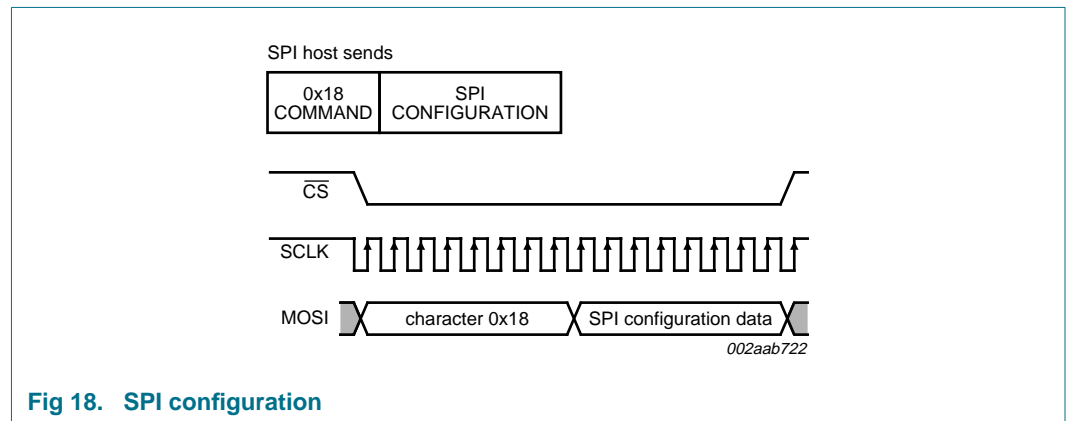 SPI host sends
0x18
COMMAND
SPI
CONFIGURATION
CS
SCLK
MOSI
character 0x18
SPI configuration data
002aab722
Fig 18. SPI configuration